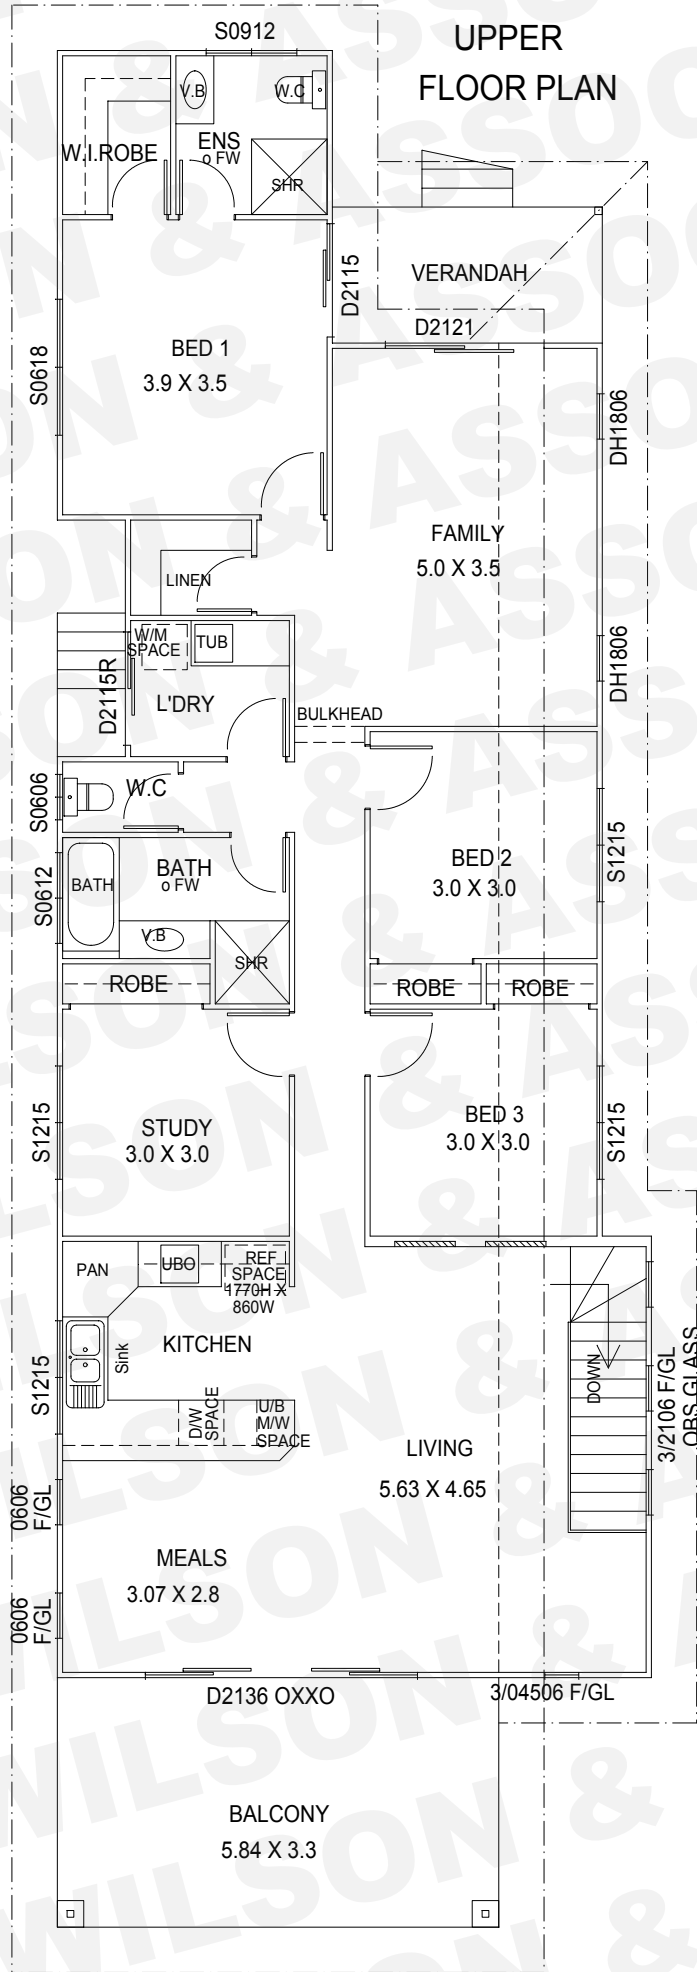 UPPER
FLOOR PLAN
S0912
V.B
W.C
ENS
o FW
W.I.ROBE
SHR
D2115
VERANDAH
D2121
BED 1
3.9 X 3.5
S0618
DH1806
FAMILY
5.0 X 3.5
LINEN
W/M
SPACE
TUB
D2115R
L'DRY
DH1806
BULKHEAD
W.C
S0606
BATH
o FW
BATH
S0612
V.B
SHR
BED 2
3.0 X 3.0
S1215
ROBE
ROBE
ROBE
STUDY
3.0 X 3.0
S1215
BED 3
3.0 X 3.0
S1215
PAN
UBO
REF
SPACE
1770H X
860W
KITCHEN
Sink
S1215
D/W
SPACE
U/B
M/W
SPACE
DOWN
3/2106 F/GL
OBS GLASS
LIVING
5.63 X 4.65
0606
F/GL
MEALS
3.07 X 2.8
0606
F/GL
D2136 OXXO
3/04506 F/GL
BALCONY
5.84 X 3.3
WILSON & ASSOC